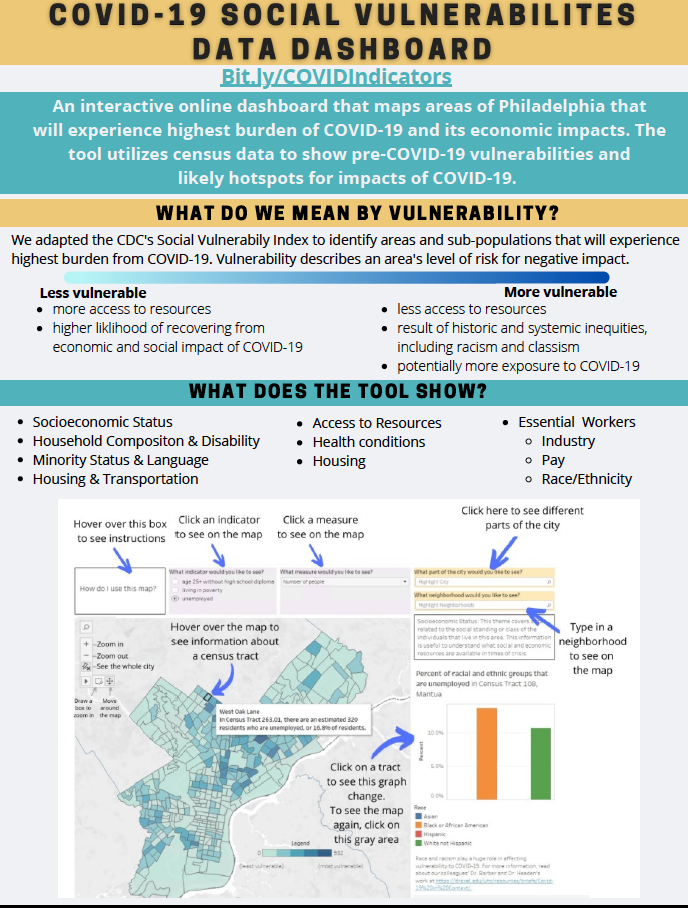 COVID-19 SOCIAL VULNERABILITES
DATA DASHBOARD
Bit.ly/COVIDIndicators
An interactive online dashboard that maps areas of Philadelphia that
will experience highest burden of COVID-19 and its economic impacts. The
tool utilizes census data to show pre-COVID-19 vulnerabilities and
likely hotspots for impacts of COVID-19.
WHAT DO WE MEAN BY VULNERABILITY?
We adapted the CDC's Social Vulnerabily Index to identify areas and sub-populations that will experience
highest burden from COVID-19. Vulnerability describes an area's level of risk for negative impact.
Less vulnerable
• more access to resources
• higher liklihood of recovering from
economic and social impact of COVID-19
More vulnerable
• less access to resources
• result of historic and systemic inequities,
including racism and classism
• potentially more exposure to COVID-19
WHAT DOES THE TOOL SHOW?
• Socioeconomic Status
• Household Compositon & Disability
• Minority Status & Language
• Housing & Transportation
• Access to Resources
• Health conditions
• Housing
• Essential Workers
o Industry
o Pay
o Race/Ethnicity
Hover over this box
to see instructions
Click an indicator
to see on the map
Click a measure
to see on the map
Click here to see different
parts of the city
How do I use this map?
What indicator would you like to see?
age 25+ without high school diploma
living in poverty
unemployed
What measure would you like to see?
Number of people
What part of the city would you like to see?
Highlight City
What neighborhood would you like to see?
Highlight Neighborhoods
Type in a
neighborhood
to see on
the map
Socioeconomic Status: This theme covers
related to the social standing or class of the
individuals that live in this area. This information
is useful to understand what social and economic
resources are available in times of crisis.
Hover over the map to
see information about
a census tract
+ -Zoom in
− -Zoom out
-See the whole city
Draw a
box to
zoom in
Move
around
the map
West Oak Lane
In Census Tract 263.01, there are an estimated 320
residents who are unemployed, or 16.8% of residents.
Click on a tract
to see this graph
change.
To see the map
again, click on
this gray area
Legend
0
(least vulnerable)
(most vulnerable)
Percent of racial and ethnic groups that
are unemployed in Census Tract 108,
Mantua
Percent
10.0%
5.0%
0.0%
Race
Asian
Black or African American
Hispanic
White not Hispanic
Race and racism play a huge role in affecting
vulnerability to COVID-19. For more information, read
about our colleagues' Dr. Barber and Dr. Headen's
work at